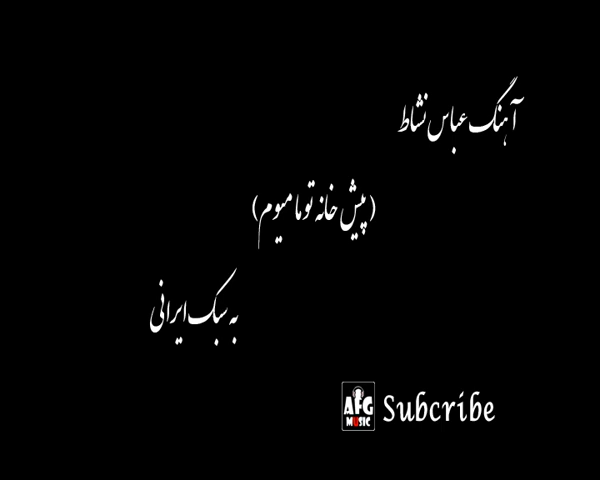 آهنگ عباس نشاط
(پیش خانه تو ما میوم)
به سبک ایرانی
AFG MUSIC
Subcribe